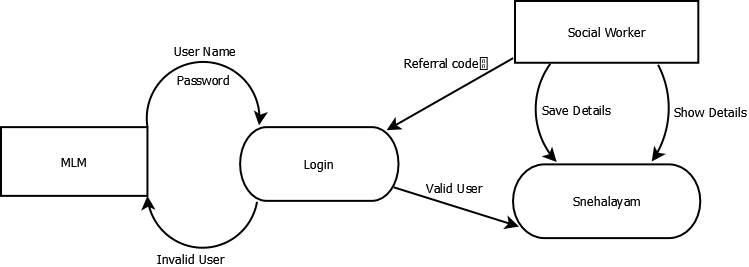 Social Worker
User Name
Password
Referral code
Save Details
Show Details
MLM
Login
Valid User
Snehalayam
Invalid User